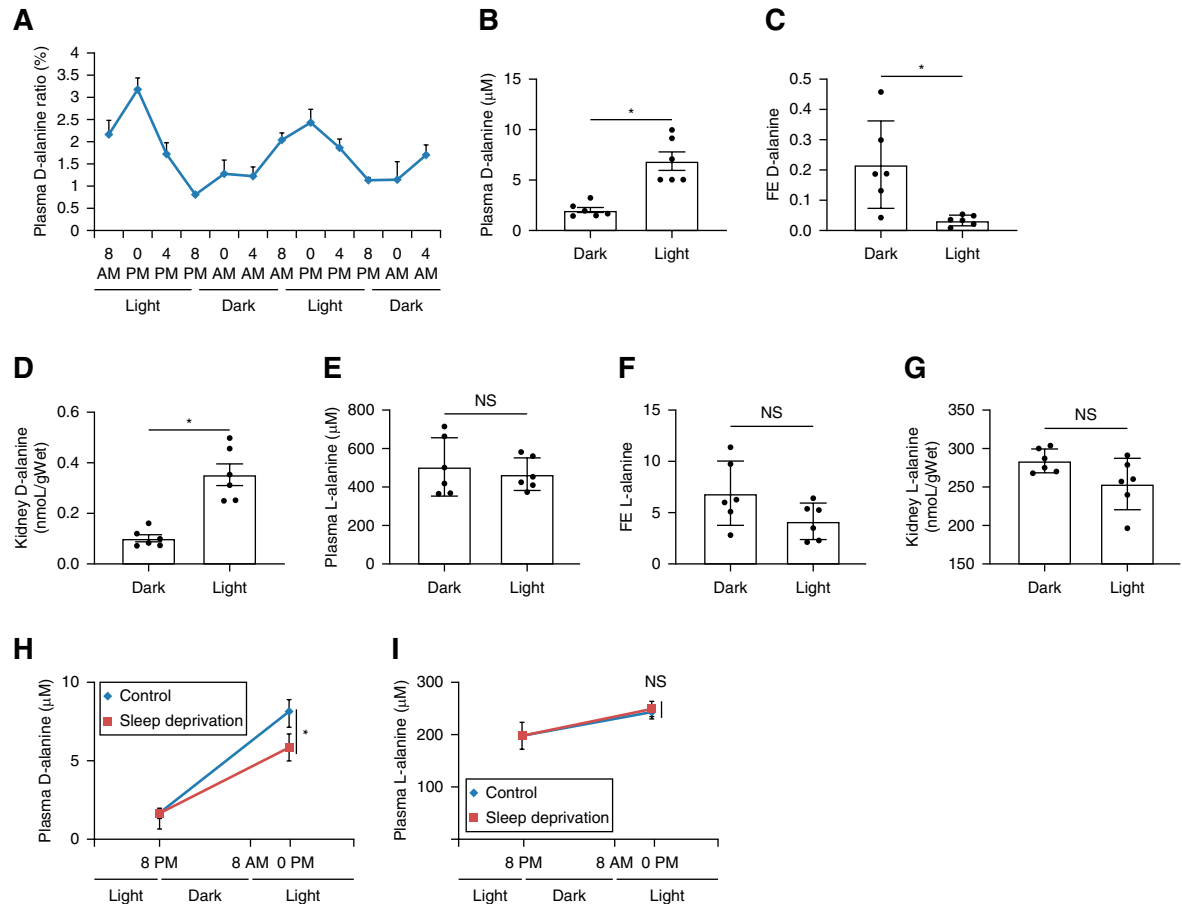 A
Plasma D-alanine ratio (%)
4
3.5
3
2.5
2
1.5
1
0.5
0
8 0 4 8 0 4 8 0 4 8 0 4
AM PM PM PM AM AM AM PM PM PM AM AM
Light Dark Light Dark
B
Plasma D-alanine (μM)
15
10
5
0
*
Dark Light
C
FE D-alanine
0.5
0.4
0.3
0.2
0.1
0.0
*
Dark Light
D
Kidney D-alanine
(nmoL/gWet)
0.6
0.4
0.2
0.0
*
Dark Light
E
Plasma L-alanine (μM)
800
600
400
200
0
NS
Dark Light
F
FE L-alanine
15
10
5
0
NS
Dark Light
G
Kidney L-alanine
(nmoL/gWet)
350
300
250
200
150
NS
Dark Light
H
Plasma D-alanine (μM)
10
5
0
Control
Sleep deprivation
*
8 PM 8 AM 0 PM
Light Dark Light
I
Plasma L-alanine (μM)
300
200
100
NS
Control
Sleep deprivation
8 PM 8 AM 0 PM
Light Dark Light